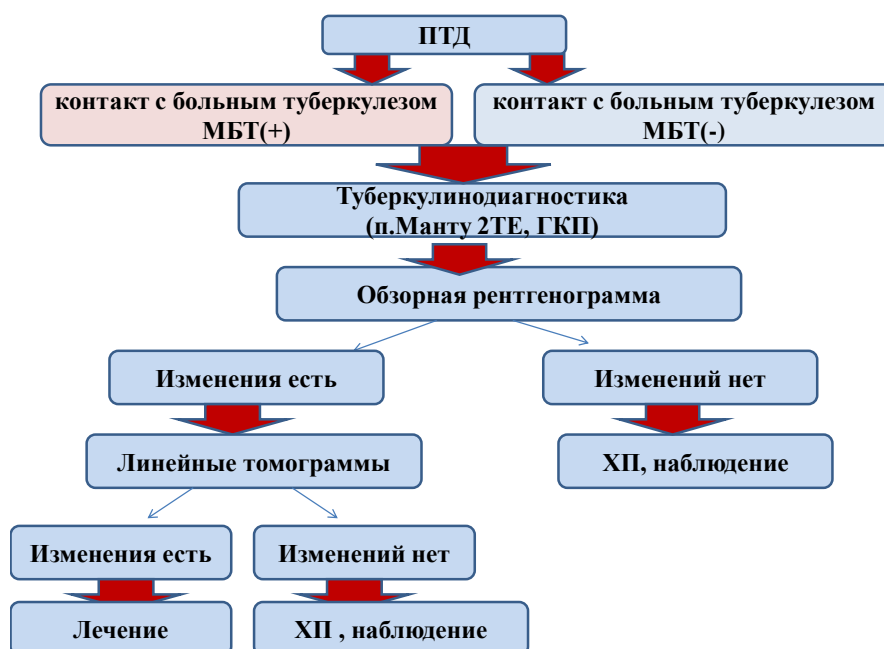 ПТД
контакт с больным туберкулезом
МБТ(+)
контакт с больным туберкулезом
МБТ(-)
Туберкулинодиагностика
(п.Манту 2ТЕ, ГКП)
Обзорная рентгенограмма
Изменения есть
Изменений нет
Линейные томограммы
ХП, наблюдение
Изменения есть
Изменений нет
Лечение
ХП , наблюдение